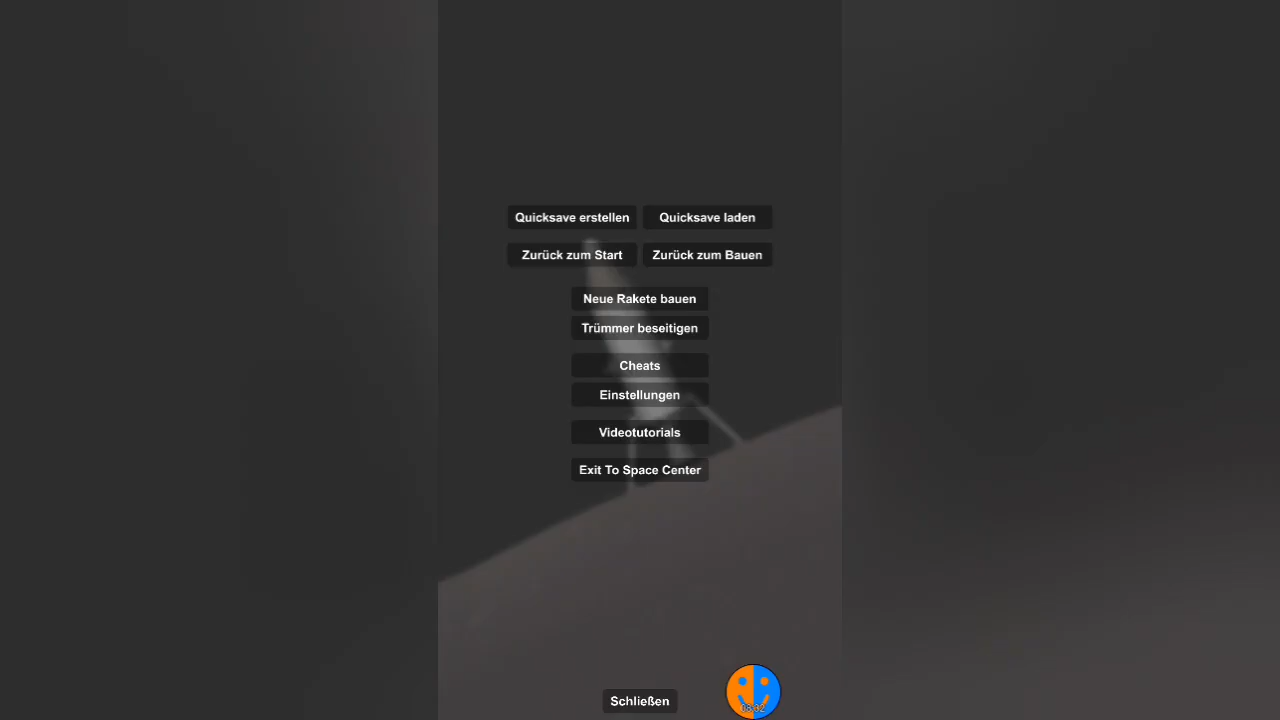 Quicksave erstellen Quicksave laden
Zurück zum Start Zurück zum Bauen
Neue Rakete bauen
Trümmer beseitigen
Cheats
Einstellungen
Videotutorials
Exit To Space Center
Schließen